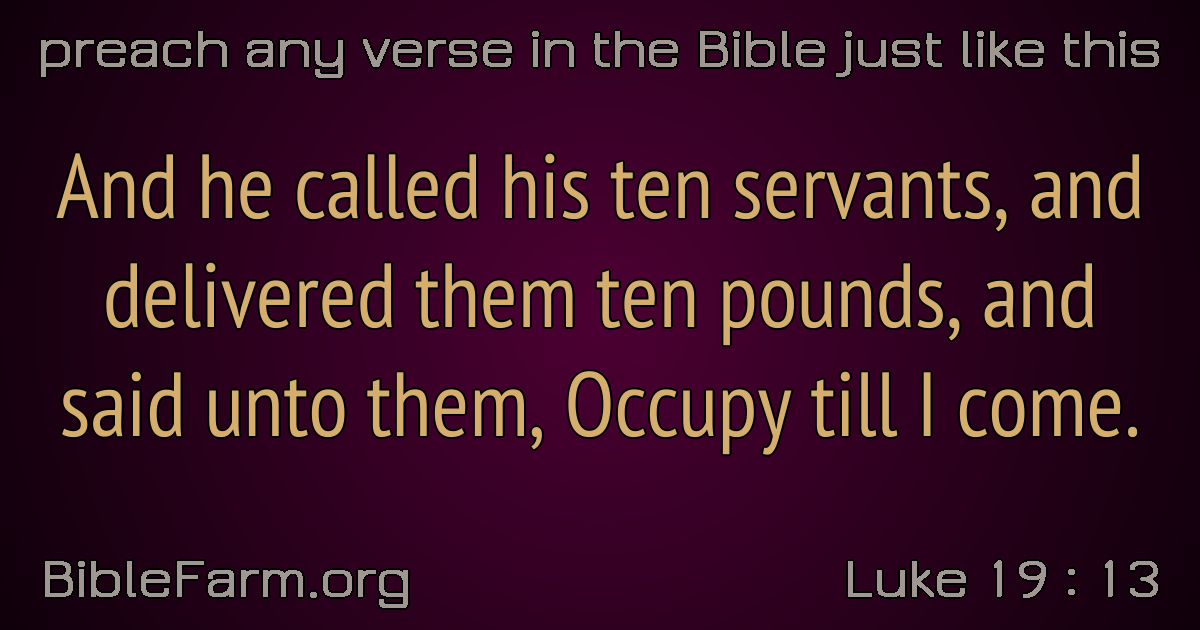 preach any verse in the Bible just like this
And he called his ten servants, and
delivered them ten pounds, and
said unto them, Occupy till I come.
BibleFarm.org
Luke 19 : 13